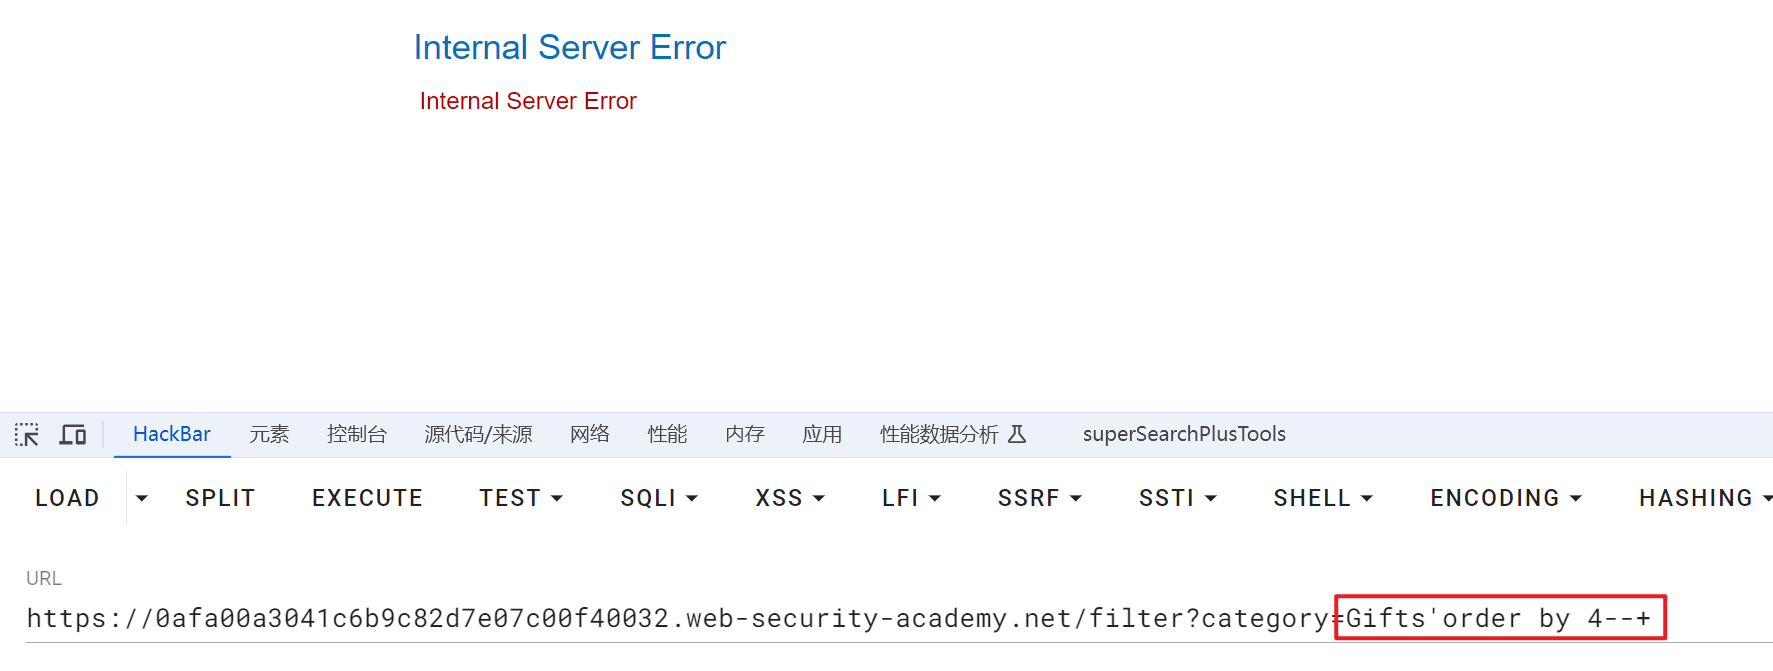 Internal Server Error
Internal Server Error
HackBar 元素 控制台 源代码/来源 网络 性能 内存 应用 性能数据分析 superSearchPlusTools
LOAD SPLIT EXECUTE TEST SQLI XSS LFI SSRF SSTI SHELL ENCODING HASHING
URL
https://0afa00a3041c6b9c82d7e07c00f40032.web-security-academy.net/filter?category=Gifts'order by 4--+